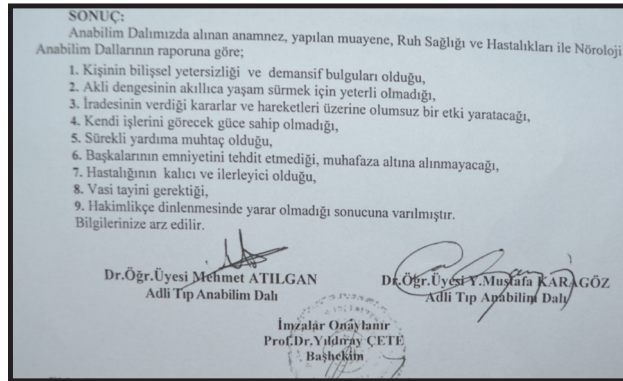 SONUÇ:
Anabilim Dalımızda alınan anamnez, yapılan muayene, Ruh Sağlığı ve Hastalıkları ile Nöroloji
Anabilim Dallarının raporuna göre;
1. Kişinin bilişsel yetersizliği ve demansif bulguları olduğu,
2. Akli dengesinin akıllıca yaşam sürmek için yeterli olmadığı,
3. İradesinin verdiği kararlar ve hareketleri üzerine olumsuz bir etki yaratacağı,
4. Kendi işlerini görecek güce sahip olmadığı,
5. Sürekli yardıma muhtaç olduğu,
6. Başkalarının emniyetini tehdit etmediği, muhafaza altına alınmayacağı,
7. Hastalığının kalıcı ve ilerleyici olduğu,
8. Vasi tayini gerektiği,
9. Hakimlikçe dinlenmesinde yarar olmadığı sonucuna varılmıştır.
Bilgilerinize arz edilir.
Dr.Öğr.Üyesi Mehmet ATILGAN
Adli Tıp Anabilim Dalı
Dr.Öğr.Üyesi Y.Mustafa KARAGÖZ
Adli Tıp Anabilim Dalı
İmzalar Onaylanır
Prof.Dr.Yıldıray ÇETE
Başhekim